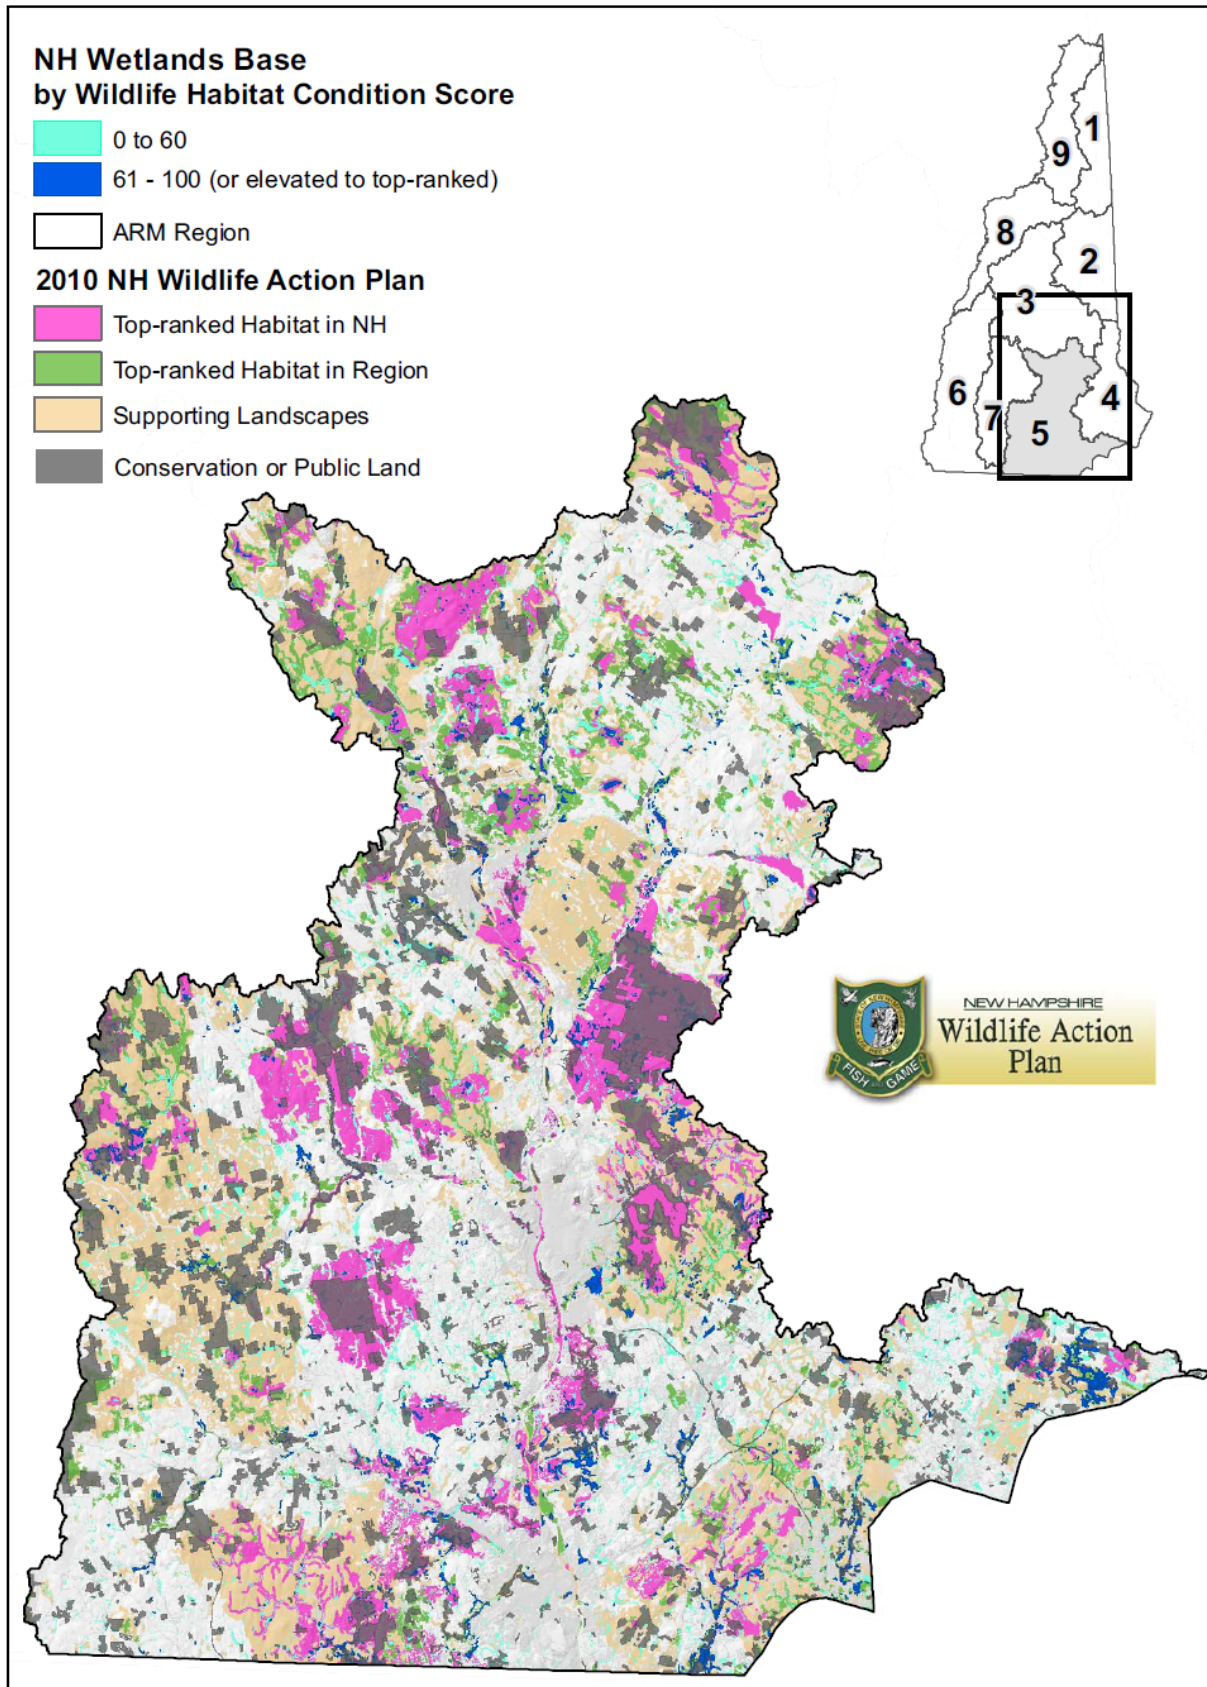 NH Wetlands Base
by Wildlife Habitat Condition Score
0 to 60
61 - 100 (or elevated to top-ranked)
ARM Region
2010 NH Wildlife Action Plan
Top-ranked Habitat in NH
Top-ranked Habitat in Region
Supporting Landscapes
Conservation or Public Land
1
9
8
2
3
6
7
5
4
NEW HAMPSHIRE
Wildlife Action
Plan
FISH AND GAME